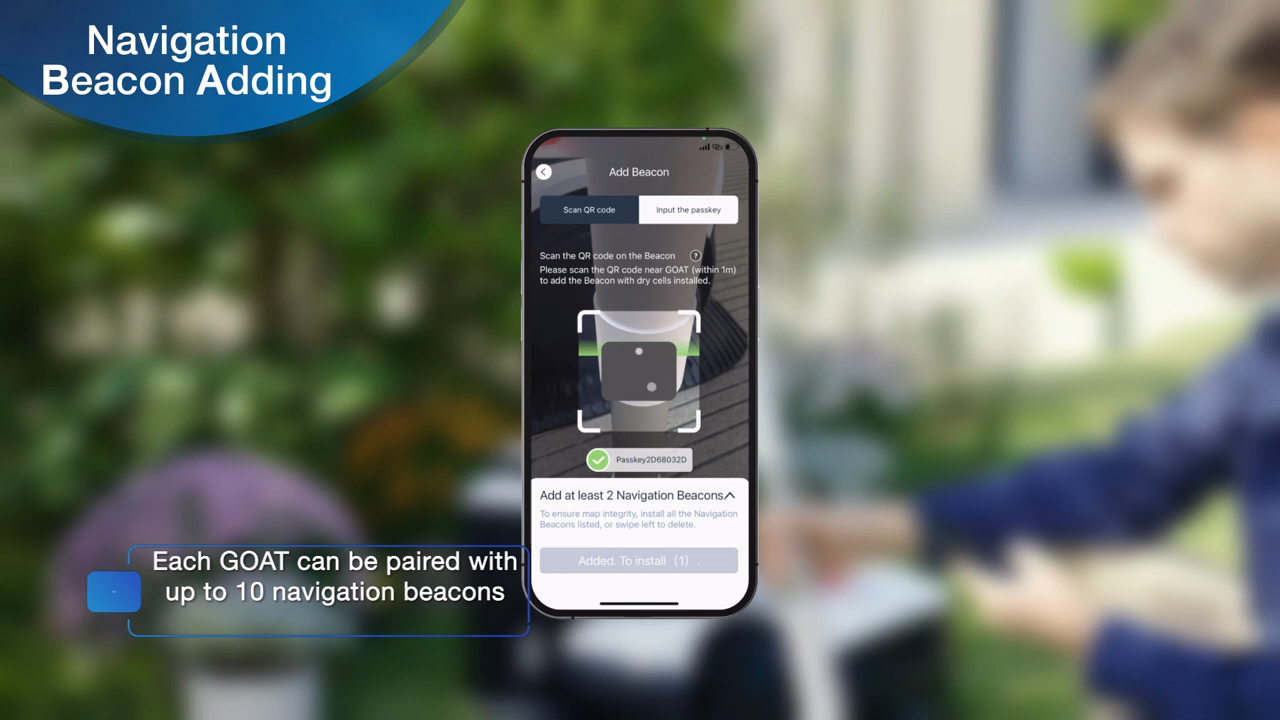 Navigation
Beacon Adding
Add Beacon
Scan QR code
Input the passkey
Scan the QR code on the Beacon ?
Please scan the QR code near GOAT (within 1m)
to add the Beacon with dry cells installed.
Passkey2D68032D
Add at least 2 Navigation Beacons
To ensure map integrity, install all the Navigation
Beacons listed, or swipe left to delete.
Added. To install (1) .
Each GOAT can be paired with
up to 10 navigation beacons